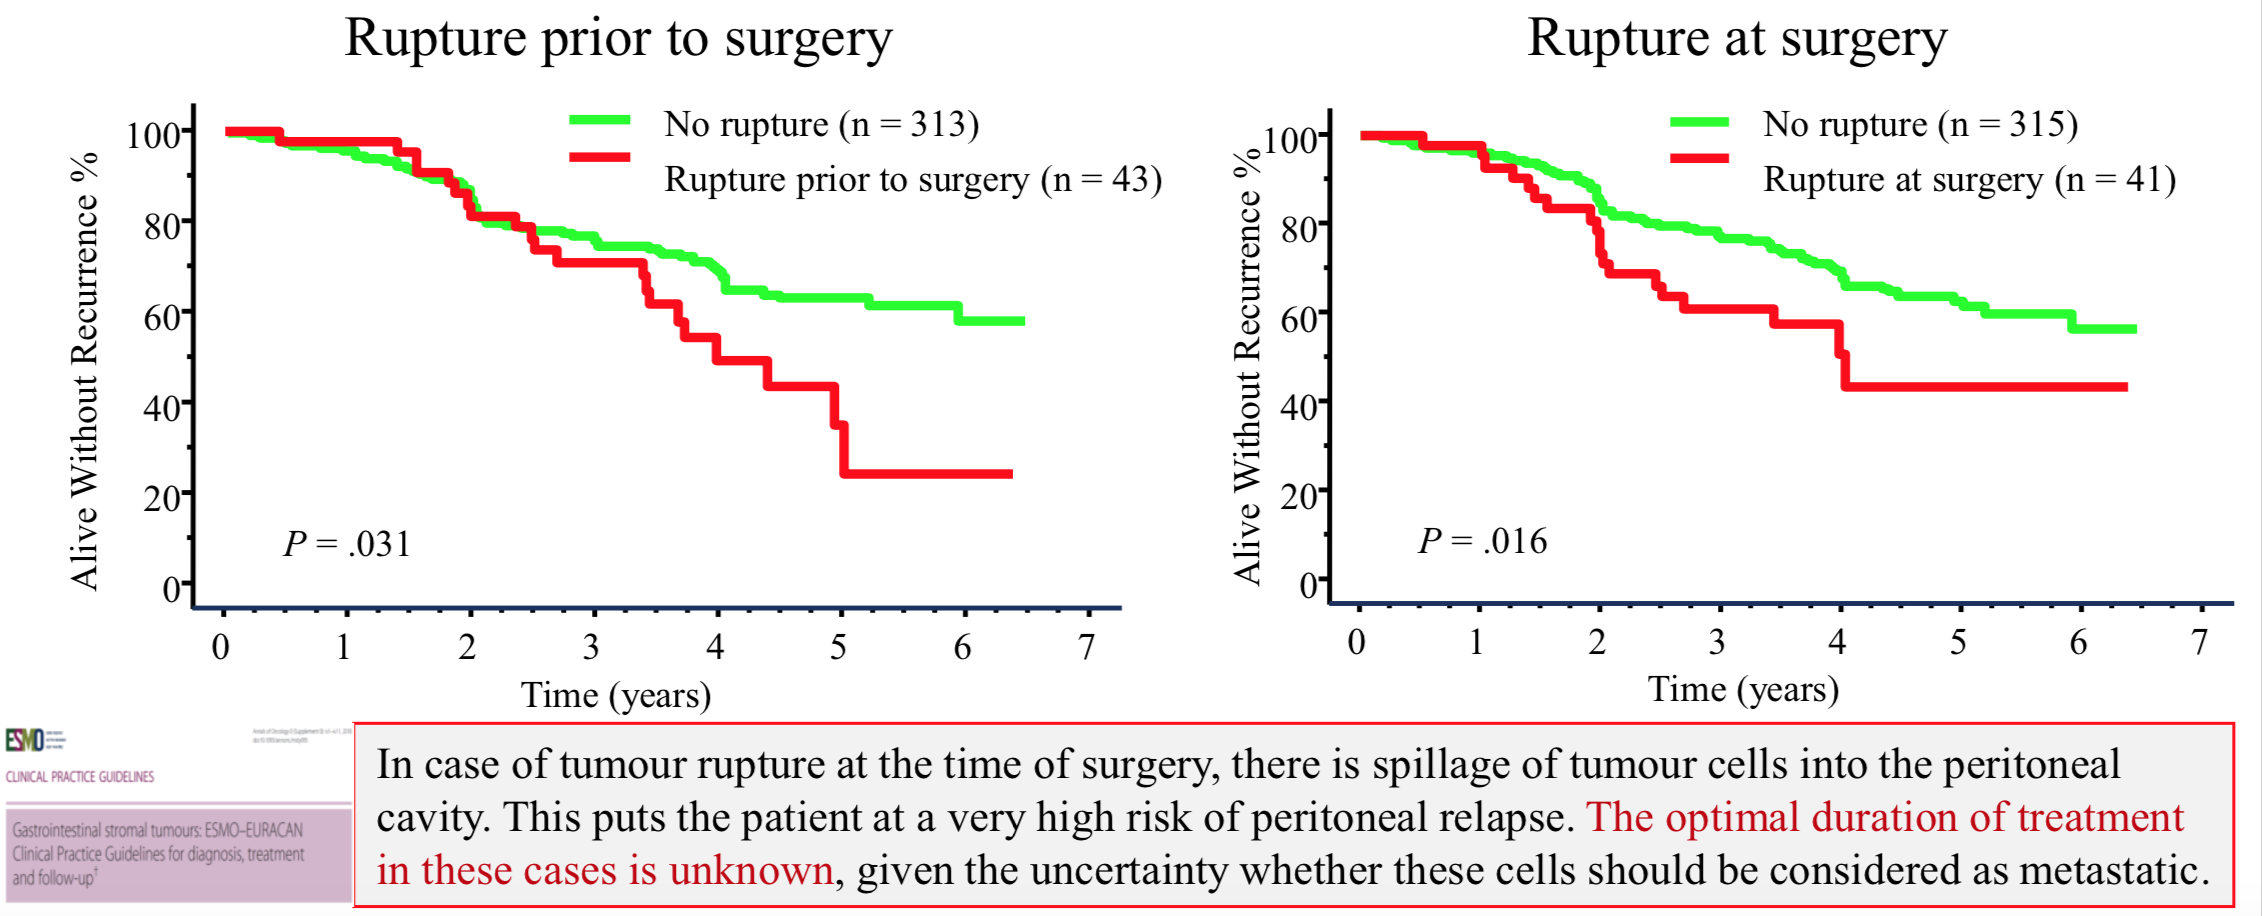 Rupture prior to surgery
Alive Without Recurrence %
100
80
60
40
20
0
No rupture (n = 313)
Rupture prior to surgery (n = 43)
P = .031
0 1 2 3 4 5 6 7
Time (years)
Rupture at surgery
Alive Without Recurrence %
100
80
60
40
20
0
No rupture (n = 315)
Rupture at surgery (n = 41)
P = .016
0 1 2 3 4 5 6 7
Time (years)
ESMO
CLINICAL PRACTICE GUIDELINES
Gastrointestinal stromal tumours: ESMO–EURACAN
Clinical Practice Guidelines for diagnosis, treatment
and follow-up†
In case of tumour rupture at the time of surgery, there is spillage of tumour cells into the peritoneal
cavity. This puts the patient at a very high risk of peritoneal relapse. The optimal duration of treatment
in these cases is unknown, given the uncertainty whether these cells should be considered as metastatic.